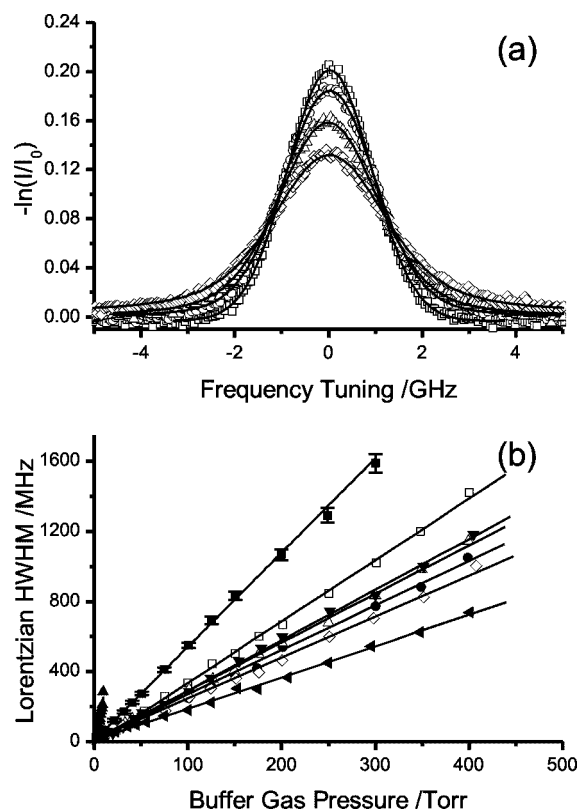 (a)
0.20
0.16
0.12
0.08
0.04
0.00
-ln(I/I0)
-4 -2 0 2 4
Frequency Tuning /GHz
(b)
1600
1200
800
400
0
Lorentzian HWHM /MHz
0 100 200 300 400 500
Buffer Gas Pressure /Torr